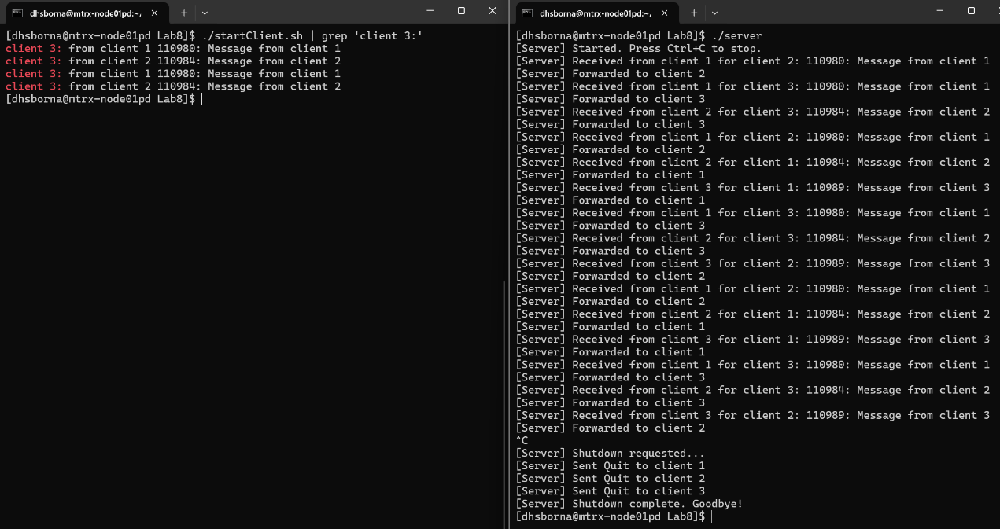 dhsborna@mtrx-node01pd:~,
[dhsborna@mtrx-node01pd Lab8]$ ./startClient.sh | grep 'client 3:'
client 3: from client 1 110980: Message from client 1
client 3: from client 2 110984: Message from client 2
client 3: from client 1 110980: Message from client 1
client 3: from client 2 110984: Message from client 2
[dhsborna@mtrx-node01pd Lab8]$
dhsborna@mtrx-node01pd:~,
[dhsborna@mtrx-node01pd Lab8]$ ./server
[Server] Started. Press Ctrl+C to stop.
[Server] Received from client 1 for client 2: 110980: Message from client 1
[Server] Forwarded to client 2
[Server] Received from client 1 for client 3: 110980: Message from client 1
[Server] Forwarded to client 3
[Server] Received from client 2 for client 3: 110984: Message from client 2
[Server] Forwarded to client 3
[Server] Received from client 1 for client 2: 110980: Message from client 1
[Server] Forwarded to client 2
[Server] Received from client 2 for client 1: 110984: Message from client 2
[Server] Forwarded to client 1
[Server] Received from client 3 for client 1: 110989: Message from client 3
[Server] Forwarded to client 1
[Server] Received from client 1 for client 3: 110980: Message from client 1
[Server] Forwarded to client 3
[Server] Received from client 2 for client 3: 110984: Message from client 2
[Server] Forwarded to client 3
[Server] Received from client 3 for client 2: 110989: Message from client 3
[Server] Forwarded to client 2
[Server] Received from client 1 for client 2: 110980: Message from client 1
[Server] Forwarded to client 2
[Server] Received from client 2 for client 1: 110984: Message from client 2
[Server] Forwarded to client 1
[Server] Received from client 3 for client 1: 110989: Message from client 3
[Server] Forwarded to client 1
[Server] Received from client 1 for client 3: 110980: Message from client 1
[Server] Forwarded to client 3
[Server] Received from client 2 for client 3: 110984: Message from client 2
[Server] Forwarded to client 3
[Server] Received from client 3 for client 2: 110989: Message from client 3
[Server] Forwarded to client 2
^C
[Server] Shutdown requested...
[Server] Sent Quit to client 1
[Server] Sent Quit to client 2
[Server] Sent Quit to client 3
[Server] Shutdown complete. Goodbye!
[dhsborna@mtrx-node01pd Lab8]$